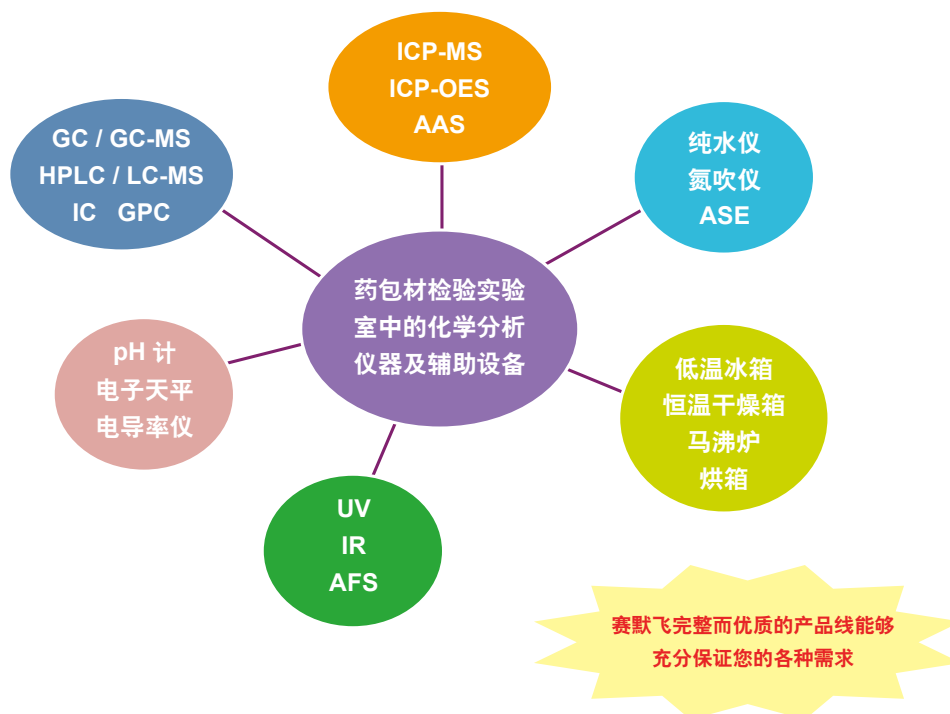 ICP-MS
ICP-OES
AAS
GC / GC-MS
HPLC / LC-MS
IC GPC
纯水仪
氮吹仪
ASE
药包材检验实验
室中的化学分析
仪器及辅助设备
pH 计
电子天平
电导率仪
低温冰箱
恒温干燥箱
马沸炉
烘箱
UV
IR
AFS
赛默飞完整而优质的产品线能够
充分保证您的各种需求